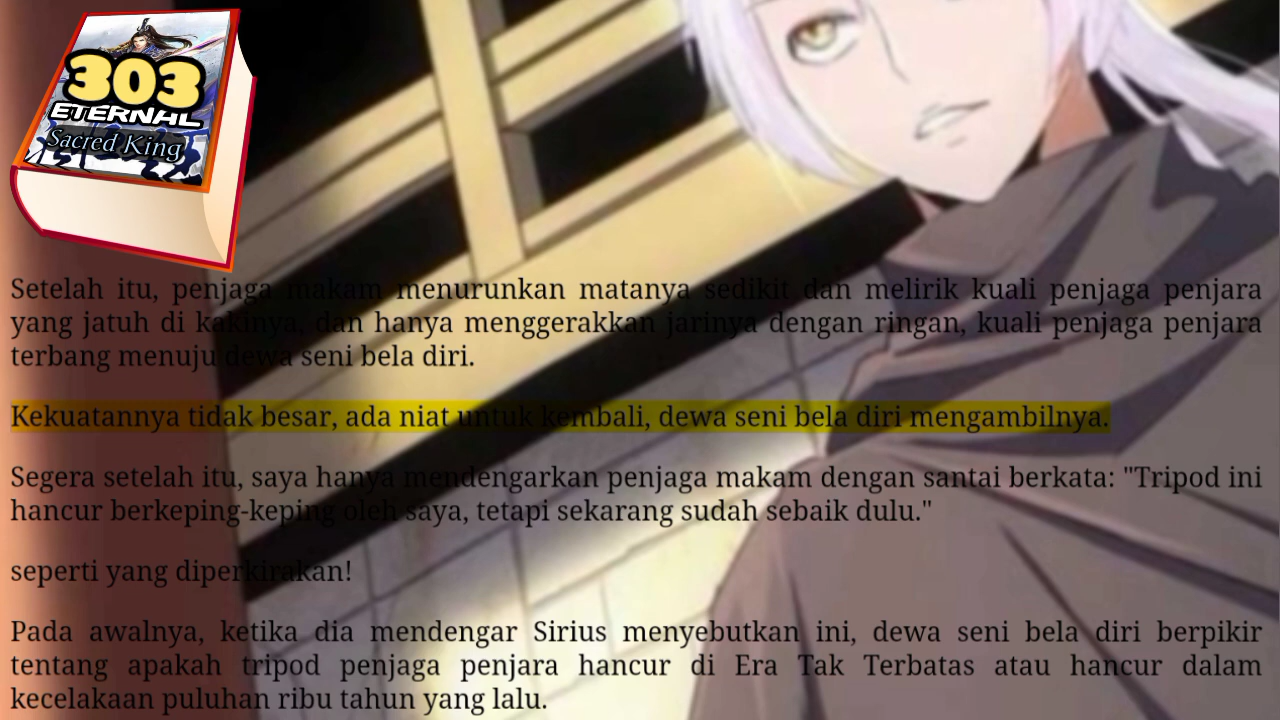 303
ETERNAL
Sacred King
Setelah itu, penjaga makam menurunkan matanya sedikit dan melirik kuali penjaga penjara
yang jatuh di kakinya, dan hanya menggerakkan jarinya dengan ringan, kuali penjaga penjara
terbang menuju dewa seni bela diri.
Kekuatannya tidak besar, ada niat untuk kembali, dewa seni bela diri mengambilnya.
Segera setelah itu, saya hanya mendengarkan penjaga makam dengan santai berkata: "Tripod ini
hancur berkeping-keping oleh saya, tetapi sekarang sudah sebaik dulu."
seperti yang diperkirakan!
Pada awalnya, ketika dia mendengar Sirius menyebutkan ini, dewa seni bela diri berpikir
tentang apakah tripod penjaga penjara hancur di Era Tak Terbatas atau hancur dalam
kecelakaan puluhan ribu tahun yang lalu.